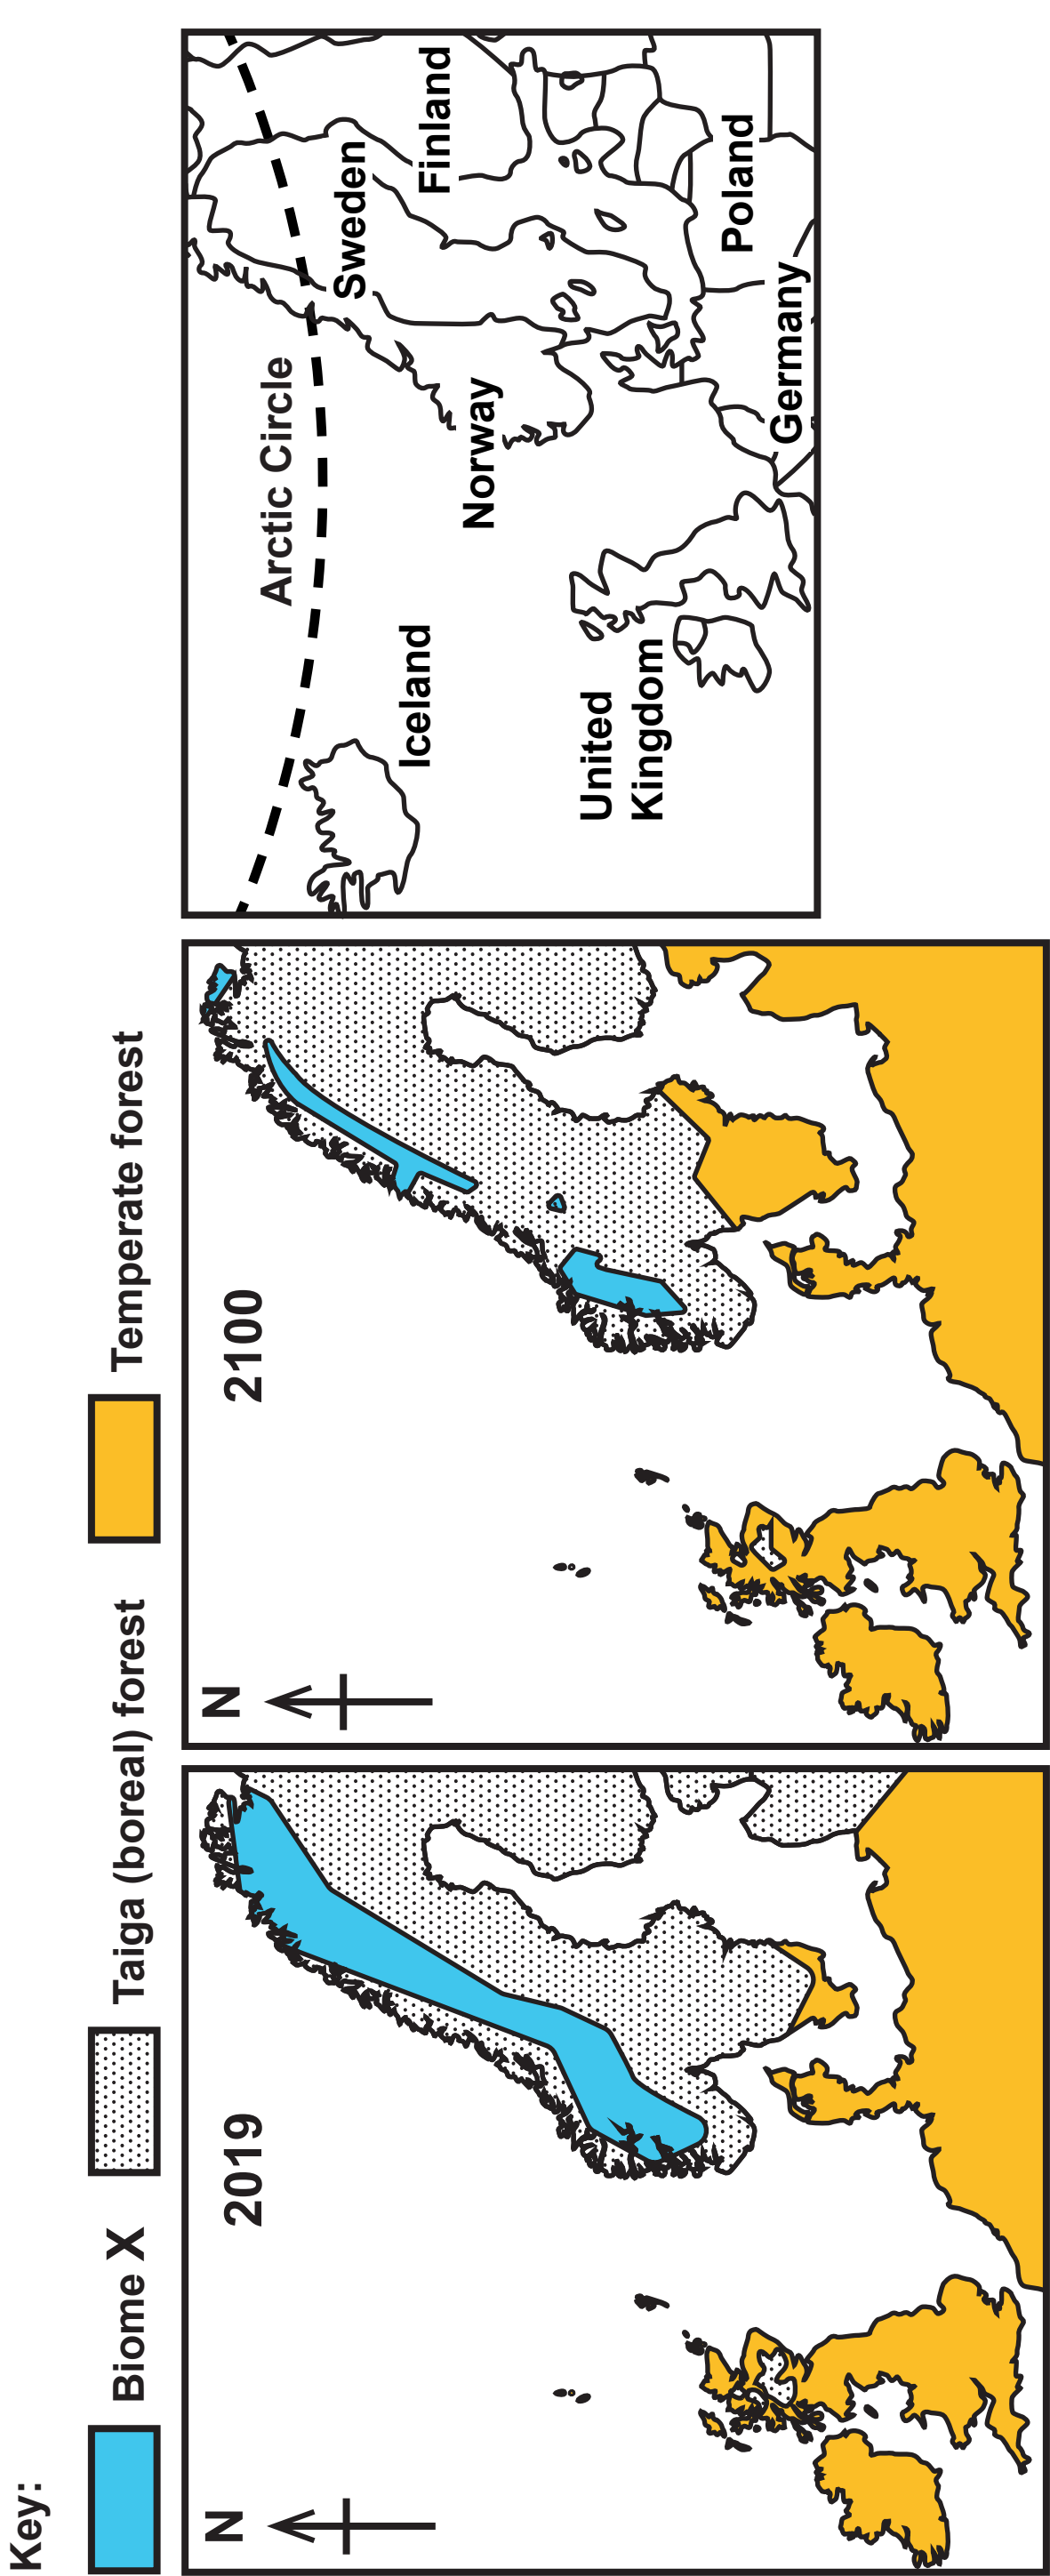 Key:
Biome X
Taiga (boreal) forest
Temperate forest
2019
N
2100
N
Arctic Circle
Iceland
Norway
Sweden
Finland
United
Kingdom
Germany
Poland